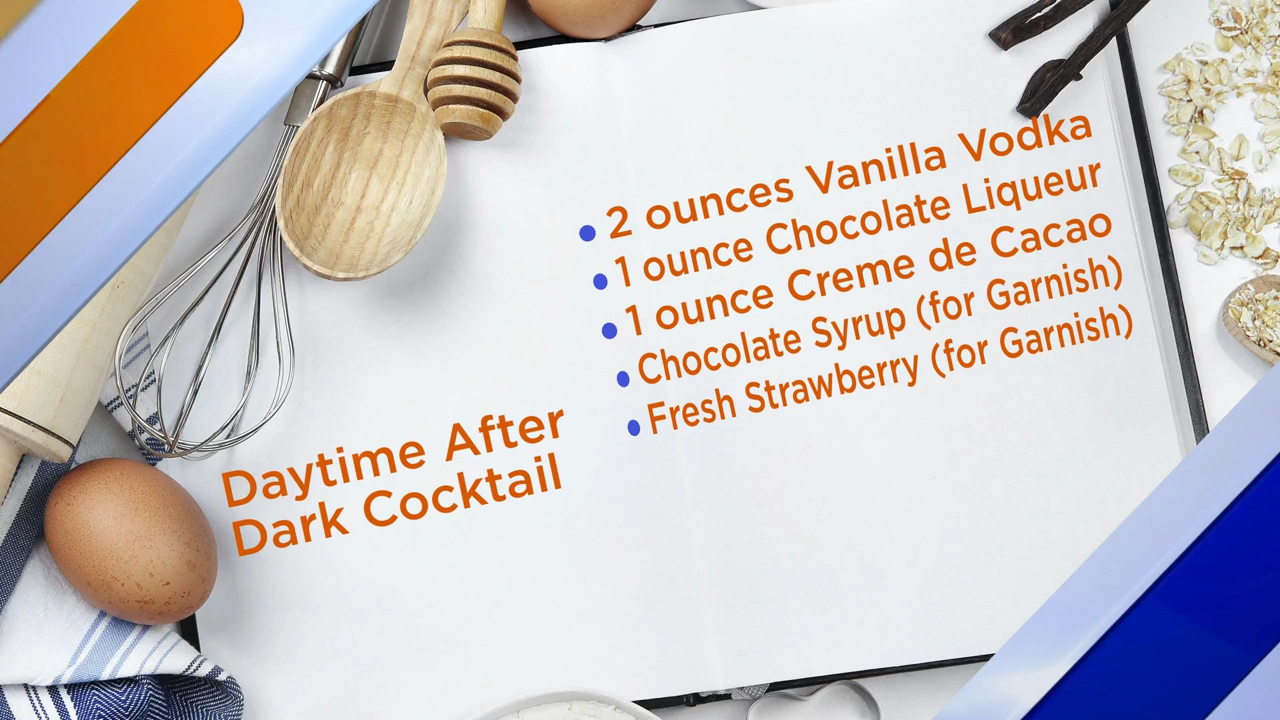 Daytime After
Dark Cocktail
• 2 ounces Vanilla Vodka
• 1 ounce Chocolate Liqueur
• 1 ounce Creme de Cacao
• Chocolate Syrup (for Garnish)
• Fresh Strawberry (for Garnish)